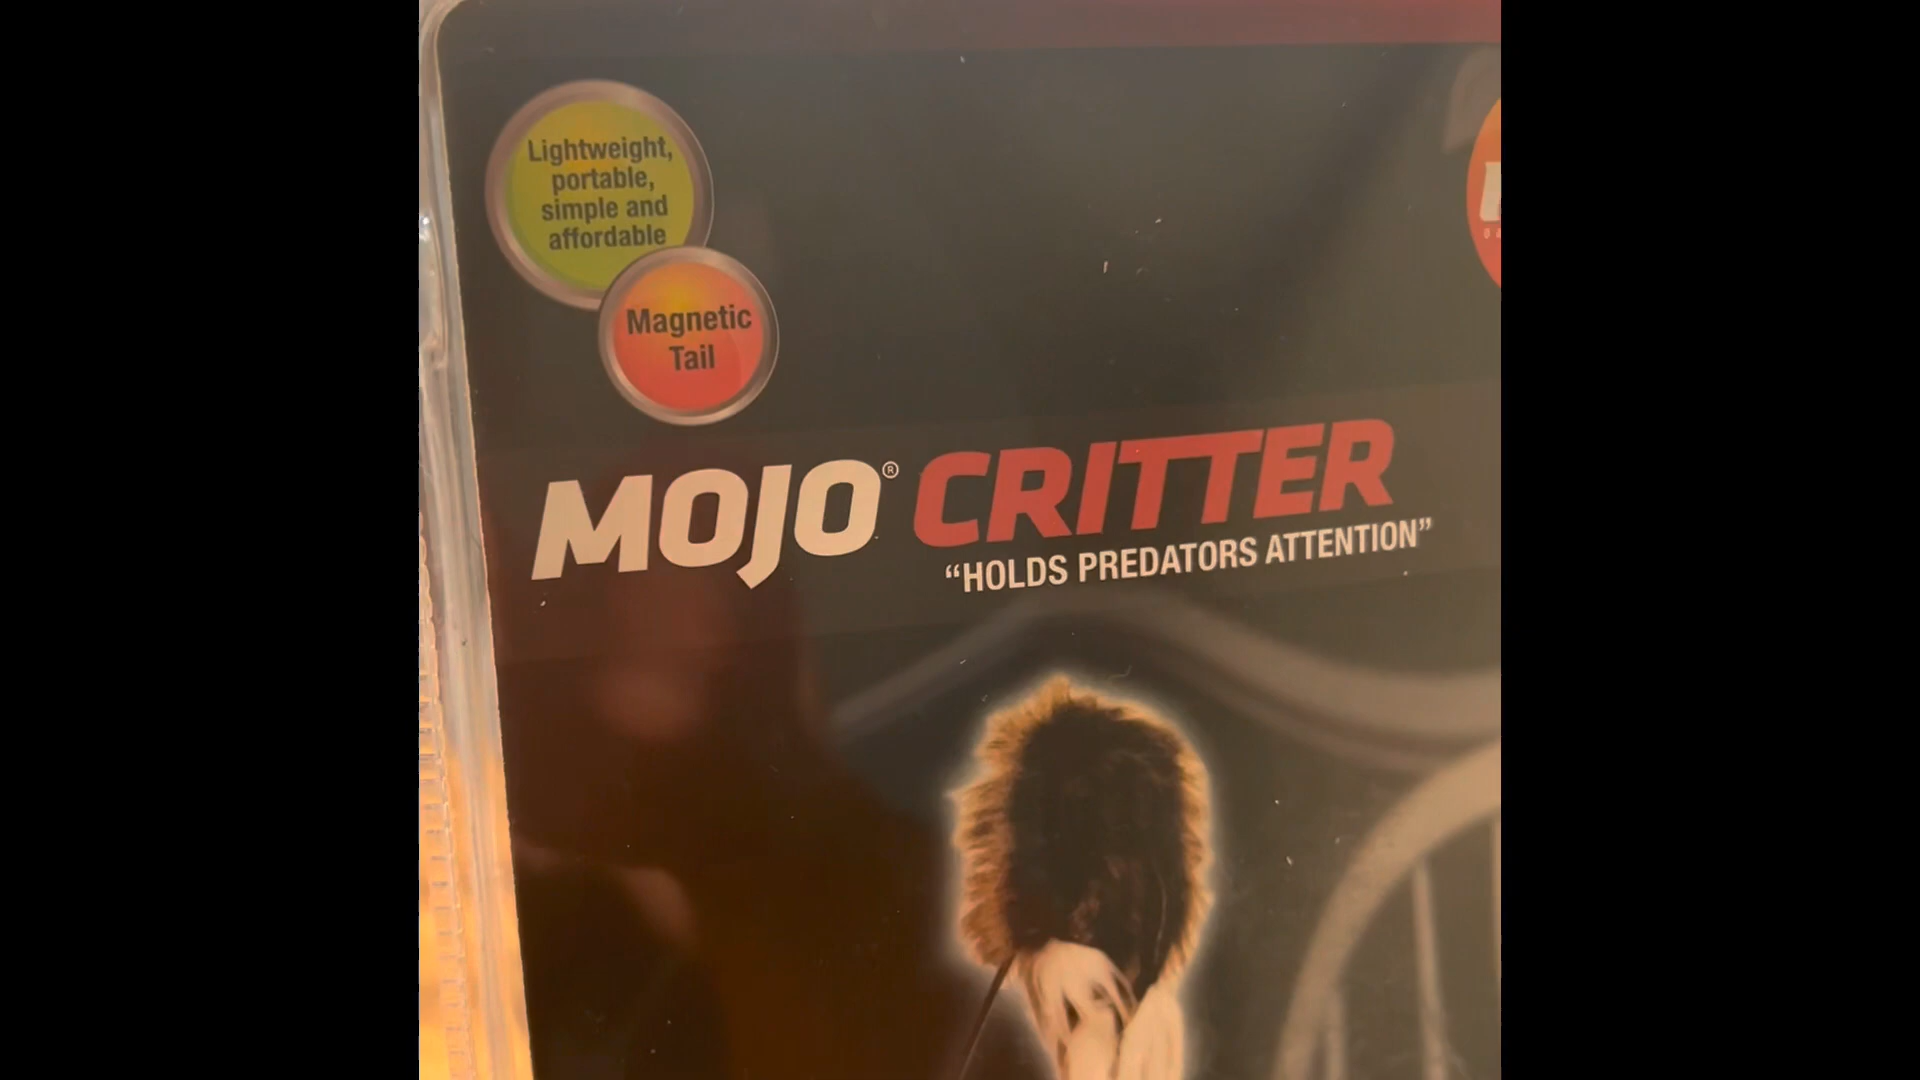 Lightweight,
portable,
simple and
affordable
Magnetic
Tail
MOJO® CRITTER
“HOLDS PREDATORS ATTENTION”